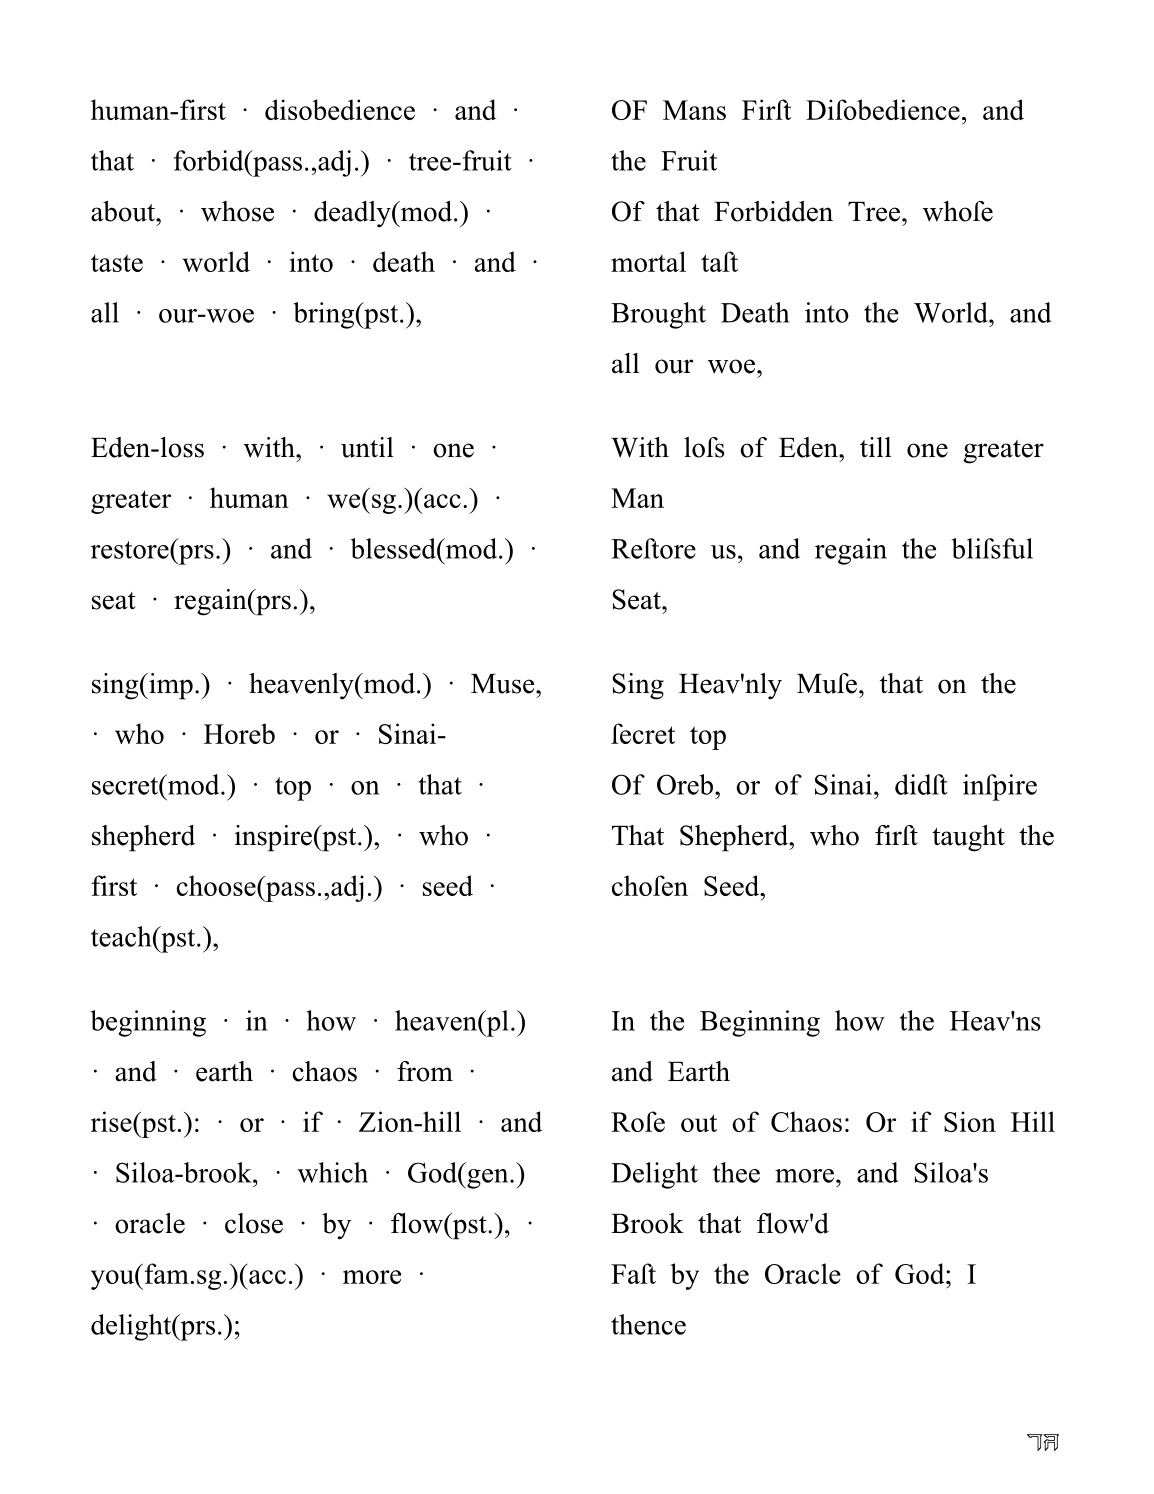 human-first · disobedience · and ·
that · forbid(pass.,adj.) · tree-fruit ·
about, · whose · deadly(mod.) ·
taste · world · into · death · and ·
all · our-woe · bring(pst.),
Eden-loss · with, · until · one ·
greater · human · we(sg.)(acc.) ·
restore(prs.) · and · blessed(mod.) ·
seat · regain(prs.),
sing(imp.) · heavenly(mod.) · Muse,
· who · Horeb · or · Sinai-
secret(mod.) · top · on · that ·
shepherd · inspire(pst.), · who ·
first · choose(pass.,adj.) · seed ·
teach(pst.),
beginning · in · how · heaven(pl.)
· and · earth · chaos · from ·
rise(pst.): · or · if · Zion-hill · and
· Siloa-brook, · which · God(gen.)
· oracle · close · by · flow(pst.), ·
you(fam.sg.)(acc.) · more ·
delight(prs.);
OF Mans Firſt Diſobedience, and
the Fruit
Of that Forbidden Tree, whoſe
mortal taſt
Brought Death into the World, and
all our woe,
With loſs of Eden, till one greater
Man
Reſtore us, and regain the bliſsful
Seat,
Sing Heav'nly Muſe, that on the
ſecret top
Of Oreb, or of Sinai, didſt inſpire
That Shepherd, who firſt taught the
choſen Seed,
In the Beginning how the Heav'ns
and Earth
Roſe out of Chaos: Or if Sion Hill
Delight thee more, and Siloa's
Brook that flow'd
Faſt by the Oracle of God; I
thence